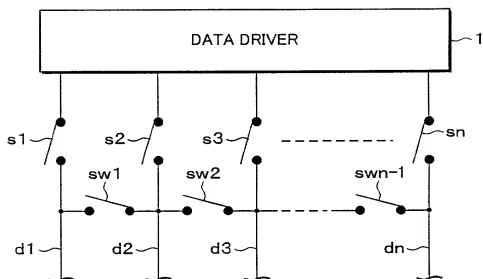 DATA DRIVER
1
s1 s2 s3 sn
sw1 sw2 swn-1
d1 d2 d3 dn